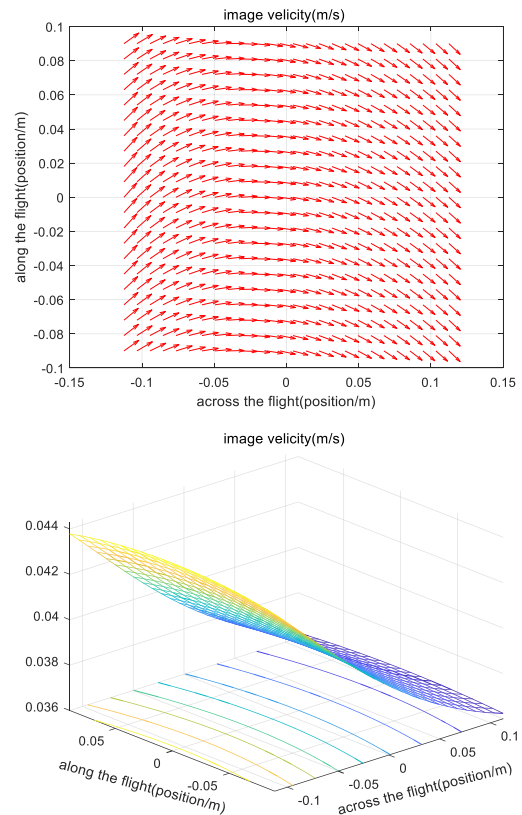 image velicity(m/s)
0.1
0.08
0.06
0.04
0.02
0
-0.02
-0.04
-0.06
-0.08
-0.1
along the flight(position/m)
-0.15 -0.1 -0.05 0 0.05 0.1 0.15
across the flight(position/m)
image velicity(m/s)
0.044
0.042
0.04
0.038
0.036
0.05 0 -0.05
along the flight(position/m)
-0.1 -0.05 0 0.05 0.1
across the flight(position/m)